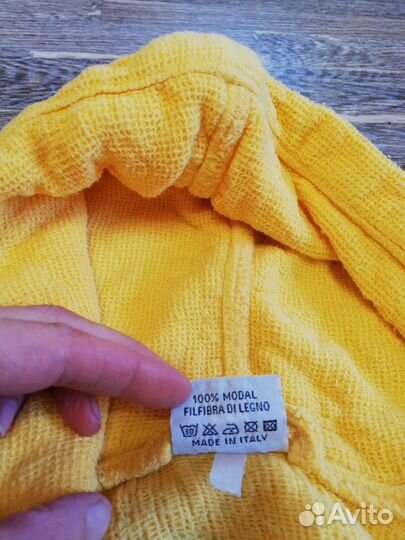 100% MODAL
FILFIBRA DI LEGNO
30
MADE IN ITALY
Avito